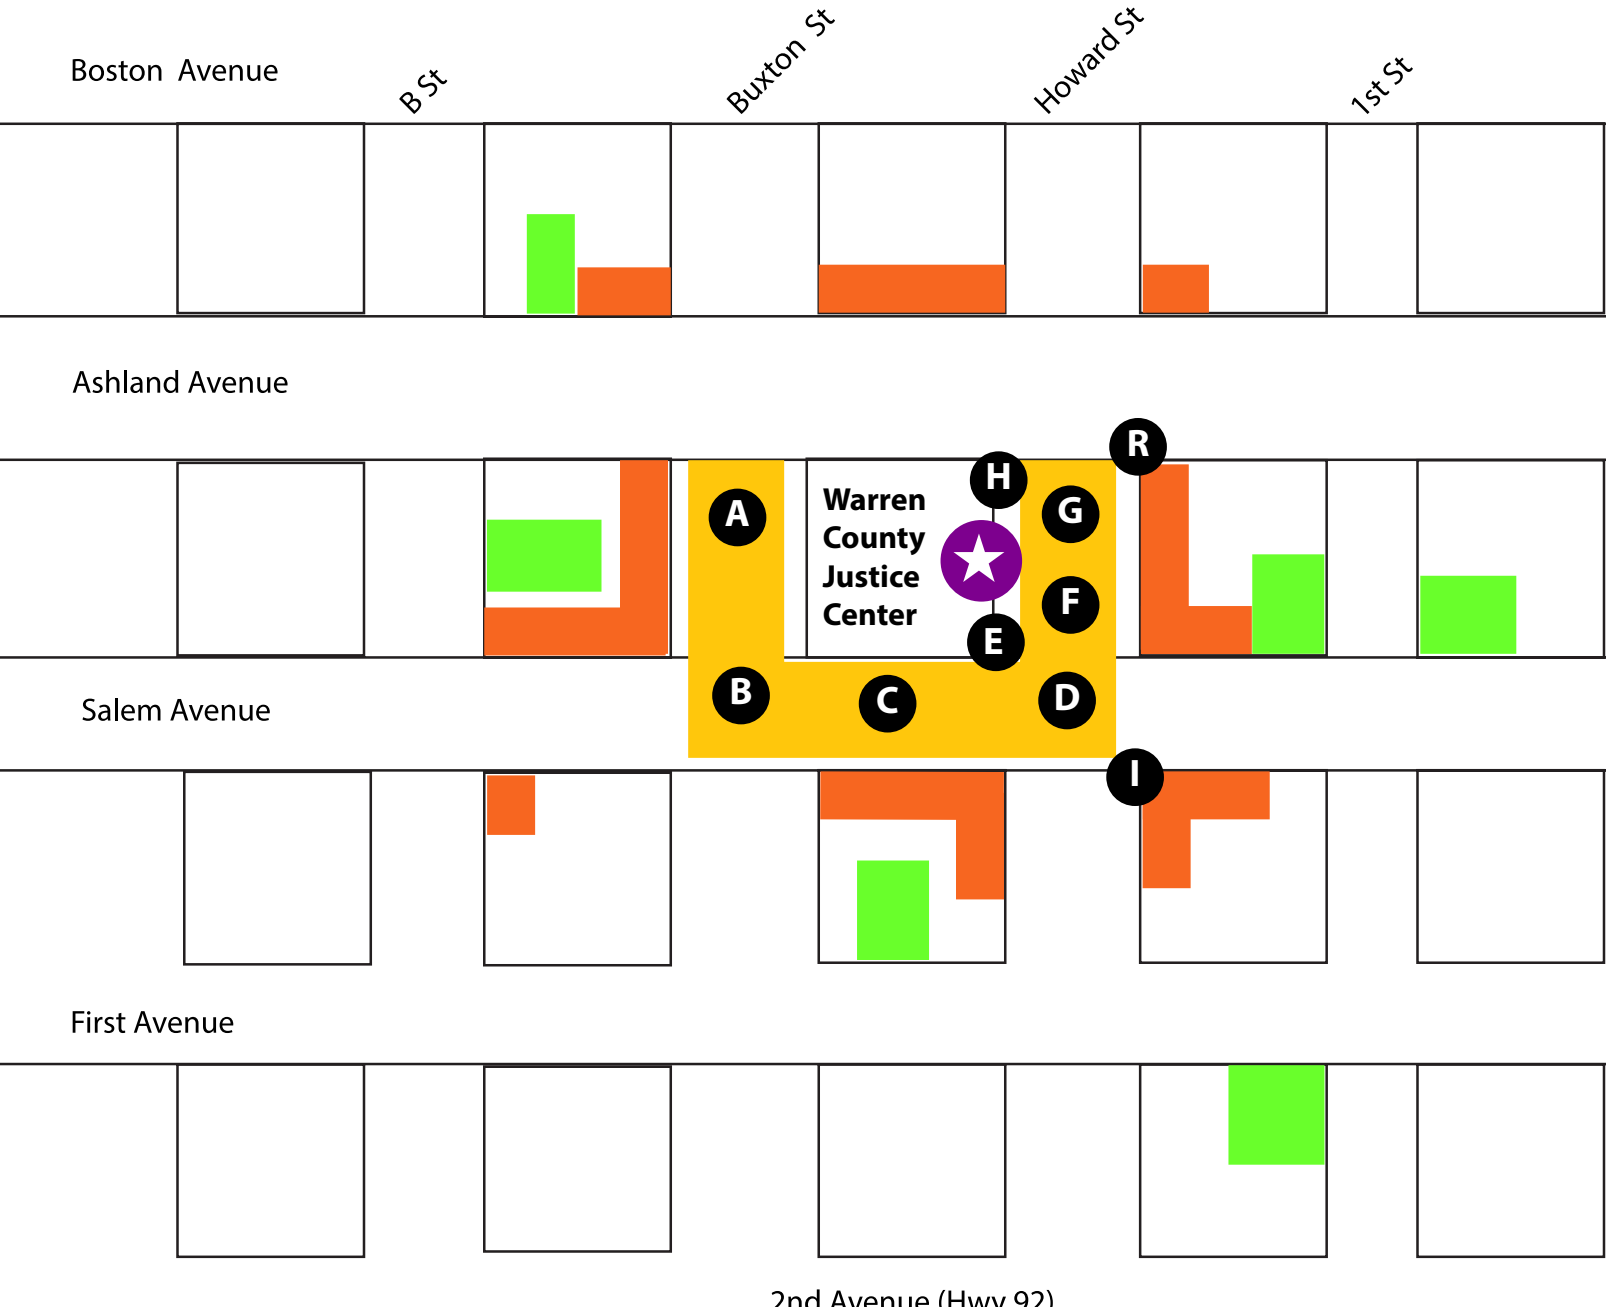 Boston Avenue
B St
Buxton St
Howard St
1st St
Ashland Avenue
R
H
A
G
Warren
County
Justice
Center
F
E
B
C
D
Salem Avenue
I
First Avenue
2nd Avenue (Hwy 92)